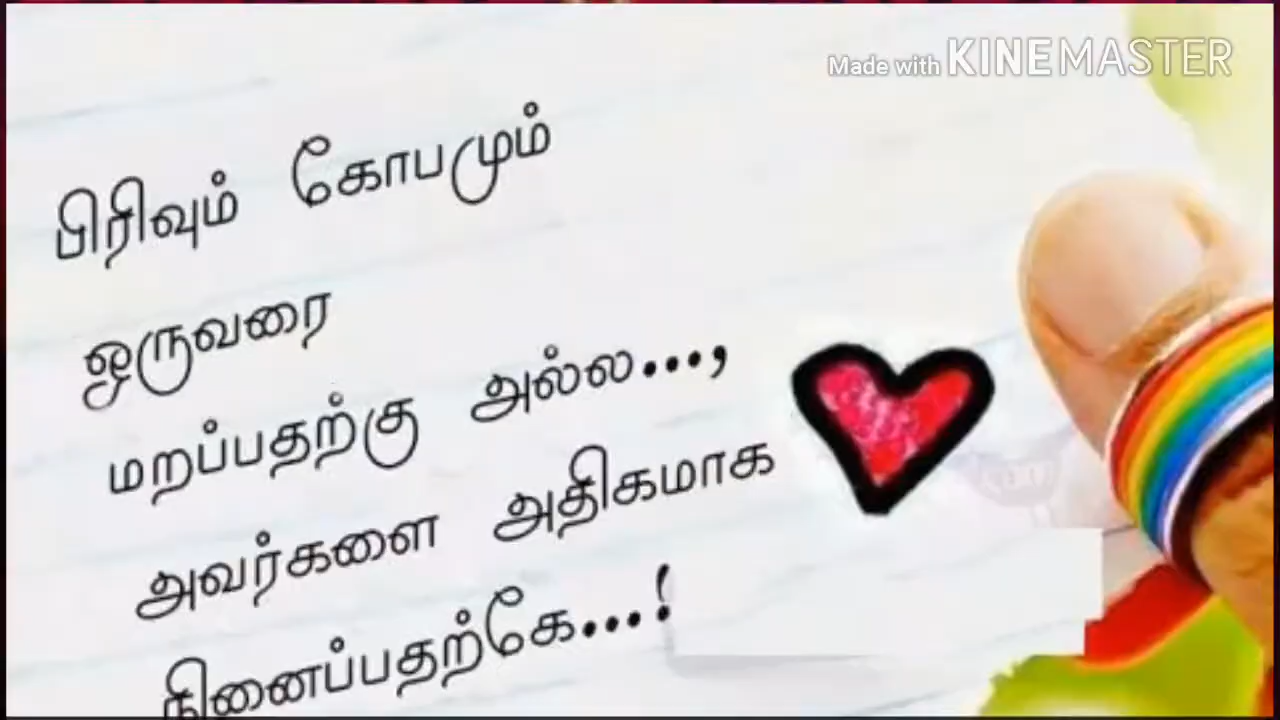 Made with KINEMASTER
பிரிவும் கோபமும்
ஒருவரை
மறப்பதற்கு அல்ல...,
அவர்களை அதிகமாக
நினைப்பதற்கே...!